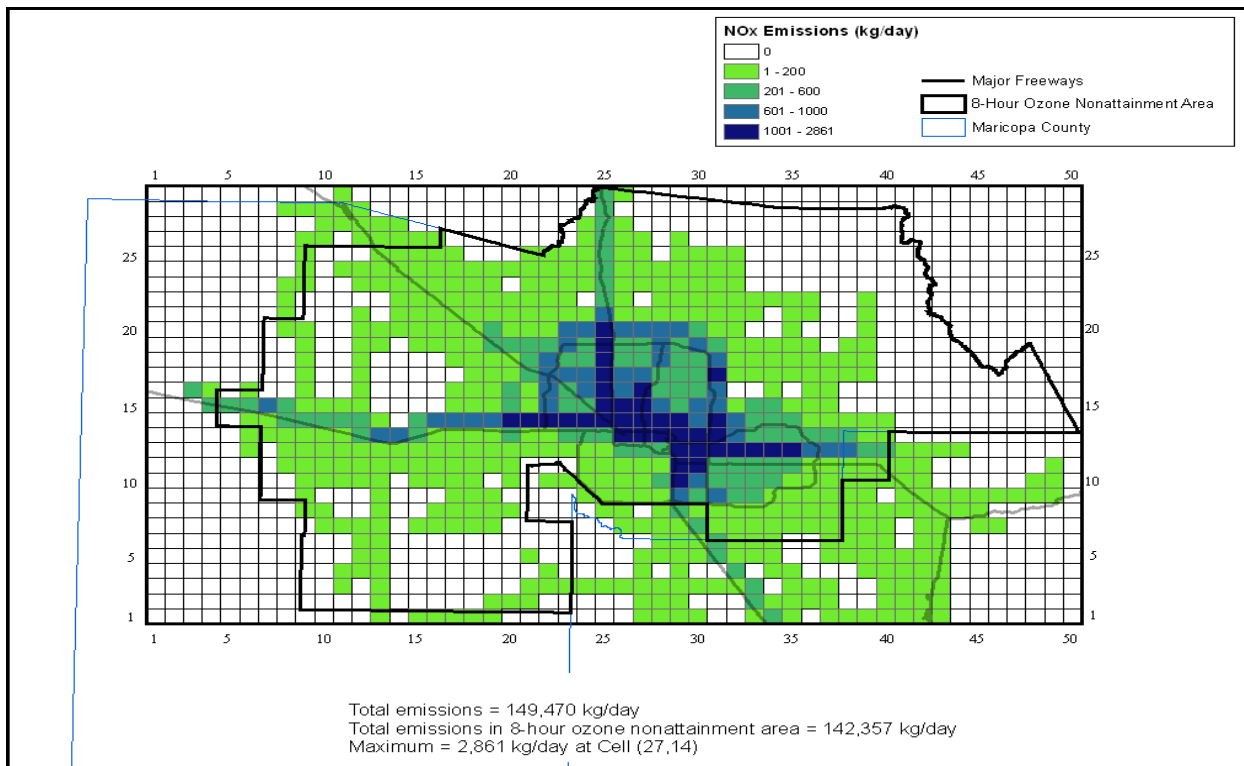 NOx Emissions (kg/day)
0
1 - 200
201 - 600
601 - 1000
1001 - 2861
Major Freeways
8-Hour Ozone Nonattainment Area
Maricopa County
1 5 10 15 20 25 30 35 40 45 50
25 25
20 20
15 15
10 10
5 5
1 1
1 5 10 15 20 25 30 35 40 45 50
Total emissions = 149,470 kg/day
Total emissions in 8-hour ozone nonattainment area = 142,357 kg/day
Maximum = 2,861 kg/day at Cell (27,14)